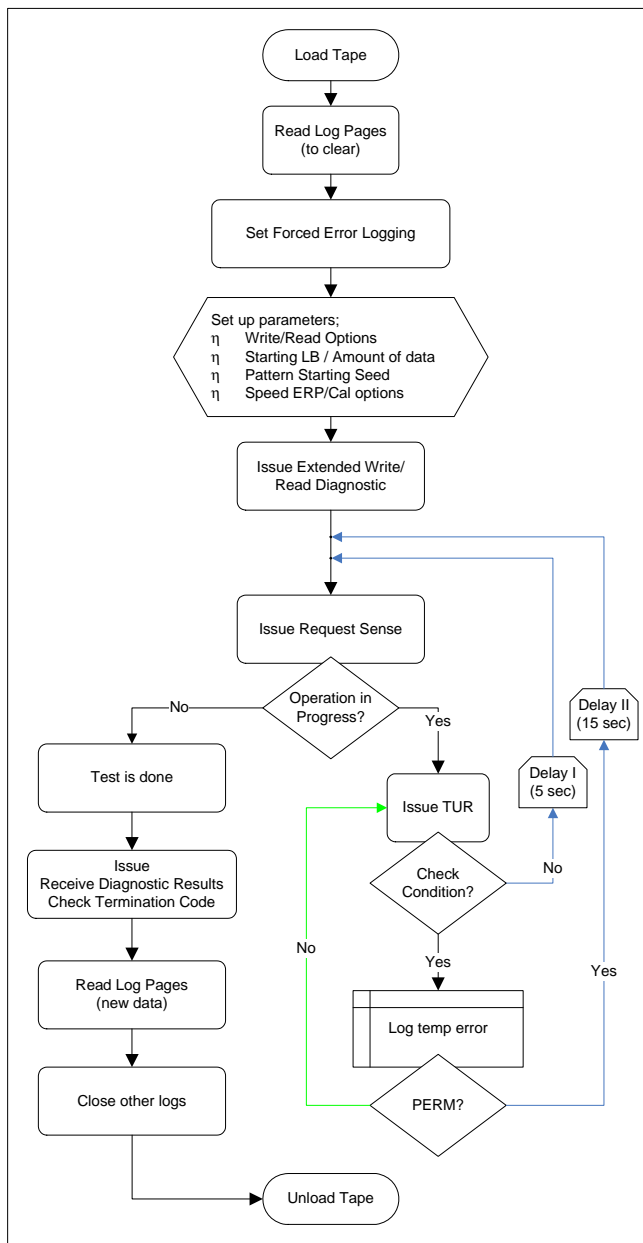 Load Tape
Read Log Pages
(to clear)
Set Forced Error Logging
Set up parameters;
η Write/Read Options
η Starting LB / Amount of data
η Pattern Starting Seed
η Speed ERP/Cal options
Issue Extended Write/
Read Diagnostic
Issue Request Sense
Operation in
Progress?
No
Yes
Delay II
(15 sec)
Test is done
Delay I
(5 sec)
Issue TUR
Issue
Receive Diagnostic Results
Check Termination Code
Check
Condition?
No
No
Yes
Yes
Read Log Pages
(new data)
Log temp error
Close other logs
PERM?
Unload Tape